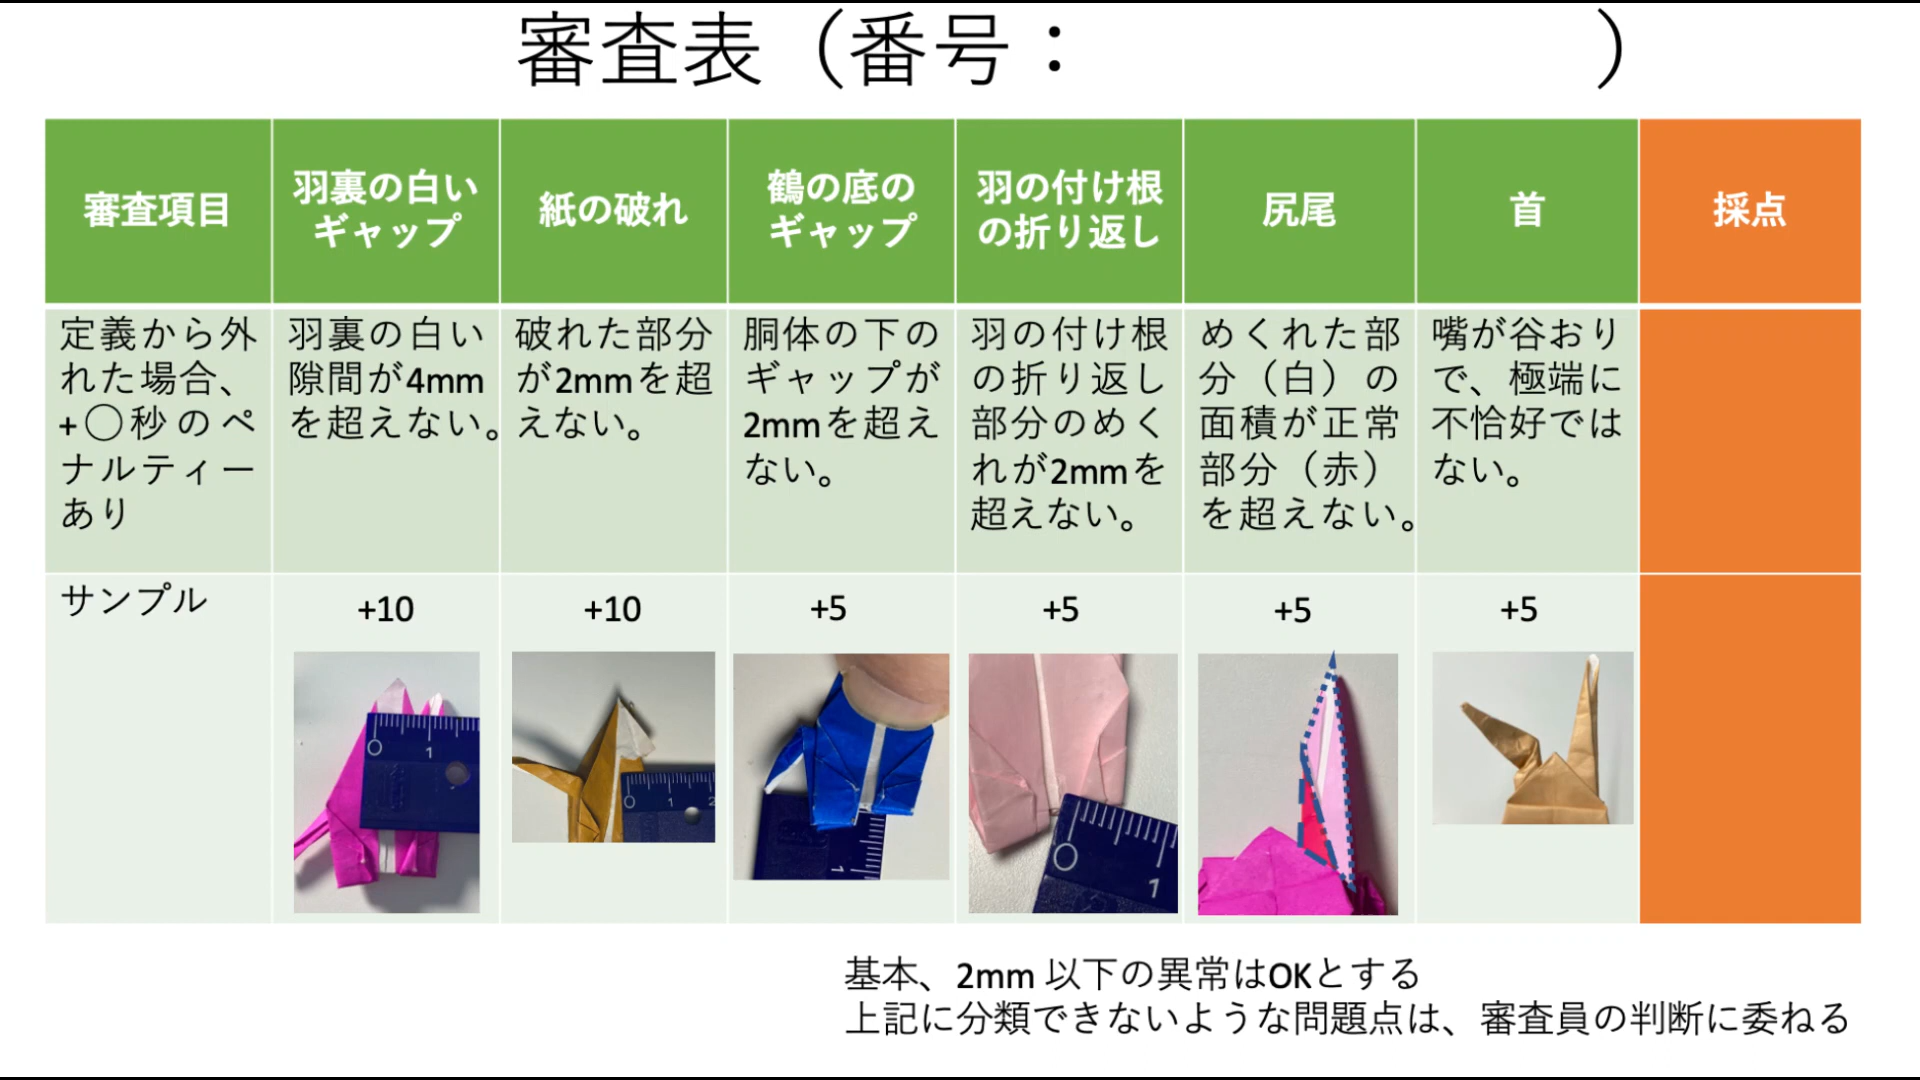 審査表（番号：　　　　　　）
審査項目
羽裏の白い
ギャップ
紙の破れ
鶴の底の
ギャップ
羽の付け根
の折り返し
尻尾
首
採点
定義から外
れた場合、
+〇秒のペ
ナルティー
あり
羽裏の白い
隙間が4mm
を超えない。
破れた部分
が2mmを超
えない。
胴体の下の
ギャップが
2mmを超え
ない。
羽の付け根
の折り返し
部分のめく
れが2mmを
超えない。
めくれた部
分（白）の
面積が正常
部分（赤）
を超えない。
嘴が谷おり
で、極端に
不恰好では
ない。
サンプル
+10
+10
+5
+5
+5
+5
0 1
0 1 2
1
0 1
基本、2mm 以下の異常はOKとする
上記に分類できないような問題点は、審査員の判断に委ねる